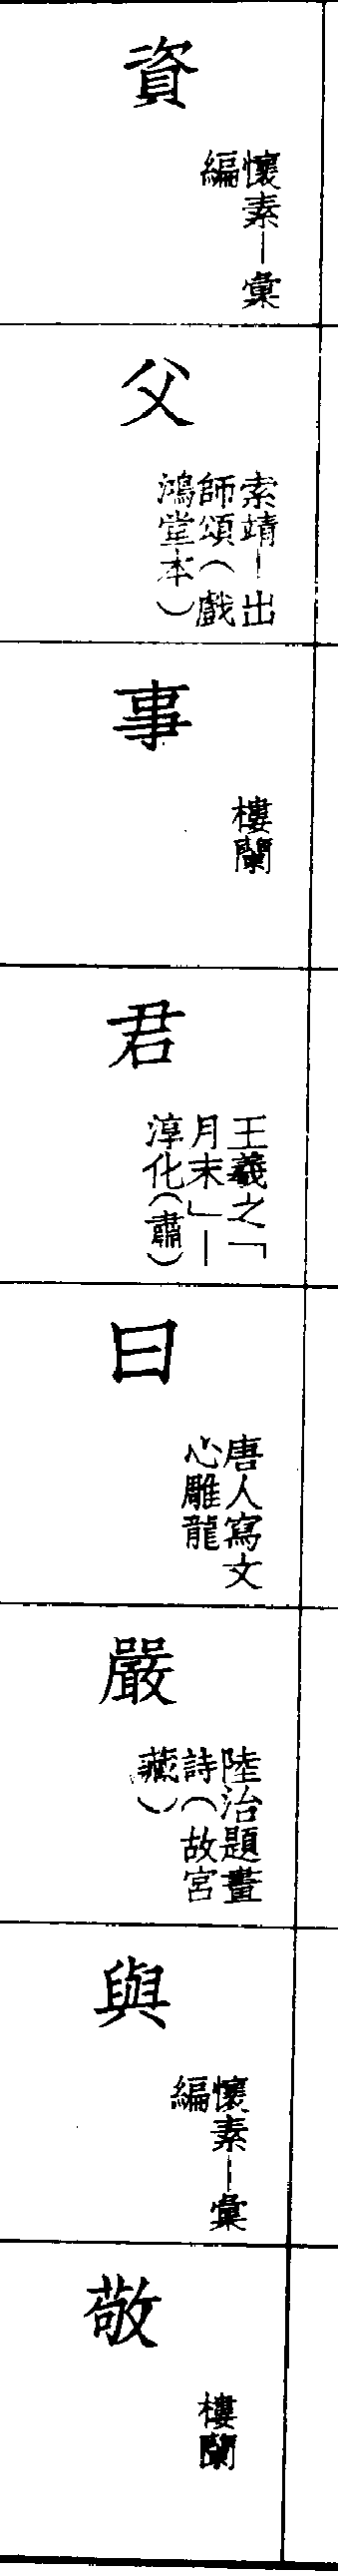 資
懷素—彙
編
父
索靖—出
師頌（戲
鴻堂本）
事
樓蘭
君
王羲之「
月末」—
淳化（肅）
曰
唐人寫文
心雕龍
嚴
陸治題畫
詩（故宮
藏）
與
懷素—彙
編
敬
樓蘭